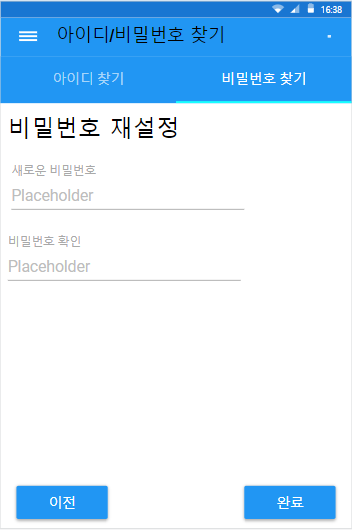 16:38
아이디/비밀번호 찾기
아이디 찾기
비밀번호 찾기
비밀번호 재설정
새로운 비밀번호
Placeholder
비밀번호 확인
Placeholder
이전
완료